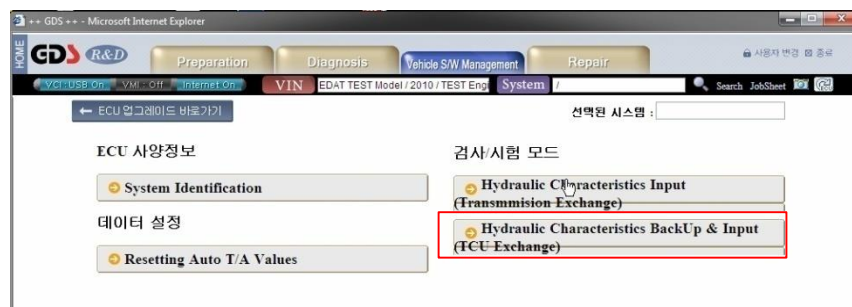 ++ GDS ++ - Microsoft Internet Explorer
HOME
GDS R&D
Preparation
Diagnosis
Vehicle S/W Management
Repair
사용자 변경
종료
VCI-USB On
VMI - Off
Internet On
VIN
EDAT TEST Model / 2010 / TEST Engi
System
/
Search JobSheet
← ECU 업그레이드 바로가기
선택된 시스템 :
ECU 사양정보
System Identification
데이터 설정
Resetting Auto T/A Values
검사/시험 모드
Hydraulic Characteristics Input
(Transmmision Exchange)
Hydraulic Characteristics BackUp & Input
(TCU Exchange)